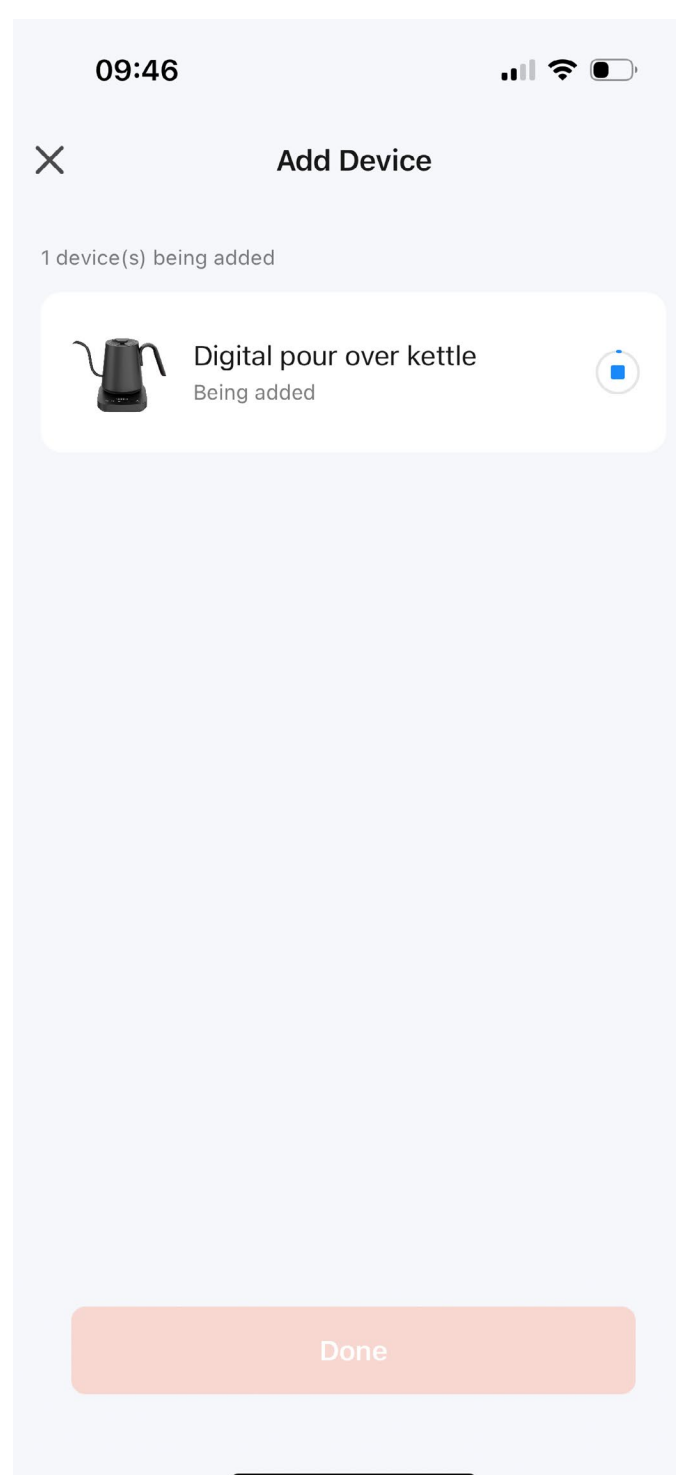 09:46
Add Device
1 device(s) being added
Digital pour over kettle
Being added
Done